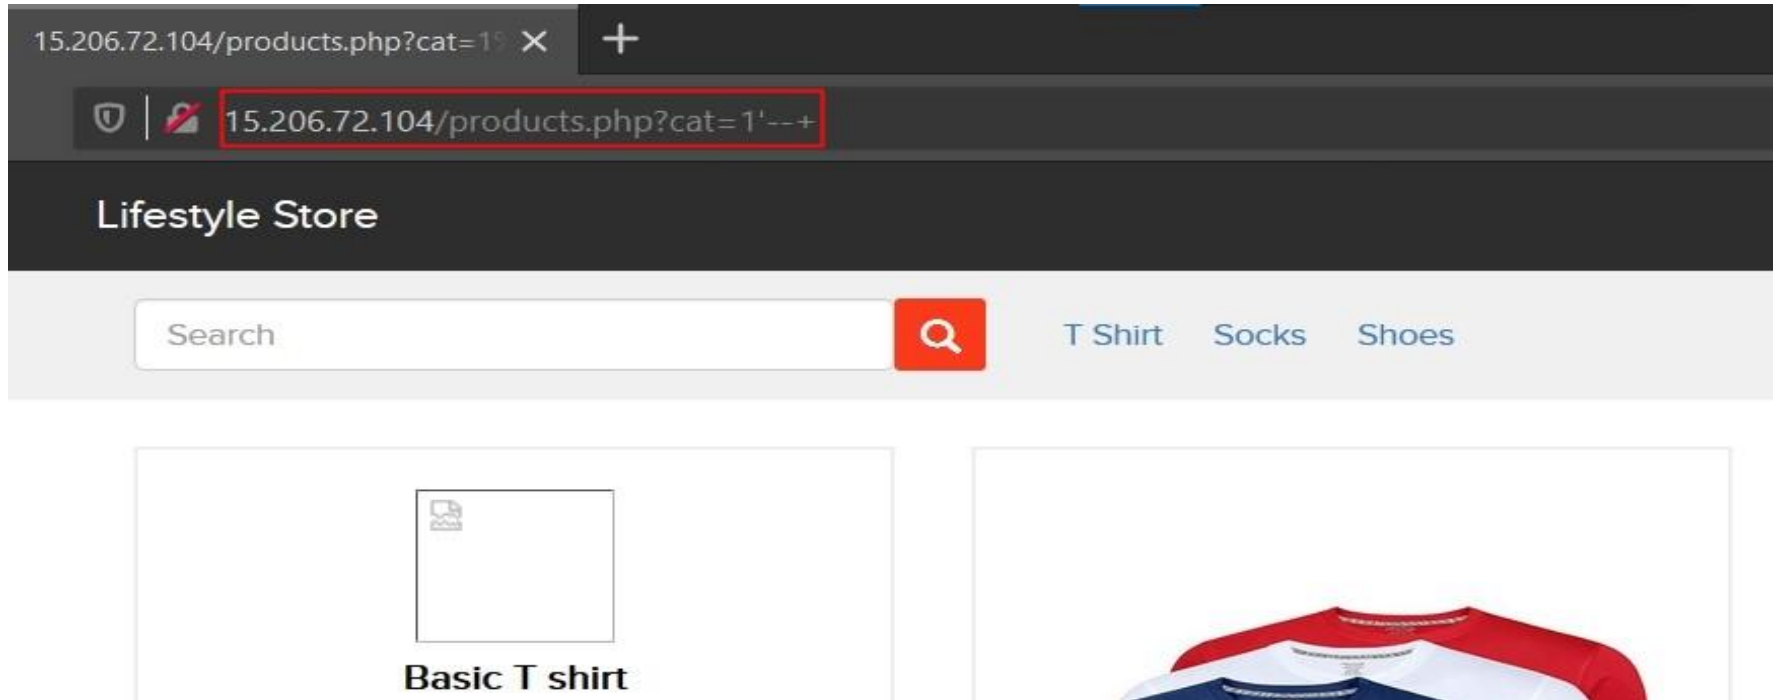 15.206.72.104/products.php?cat=1
15.206.72.104/products.php?cat=1'--+
Lifestyle Store
Search
T Shirt Socks Shoes
Basic T shirt